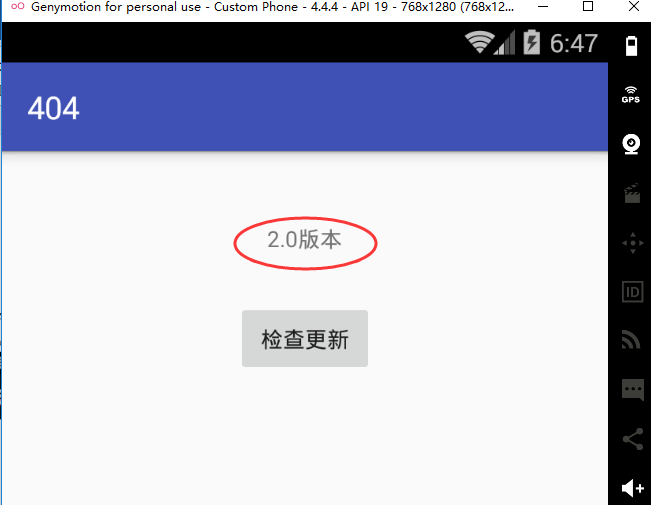 Genymotion for personal use - Custom Phone - 4.4.4 - API 19 - 768x1280 (768x12...
6:47
404
GPS
2.0版本
检查更新
ID